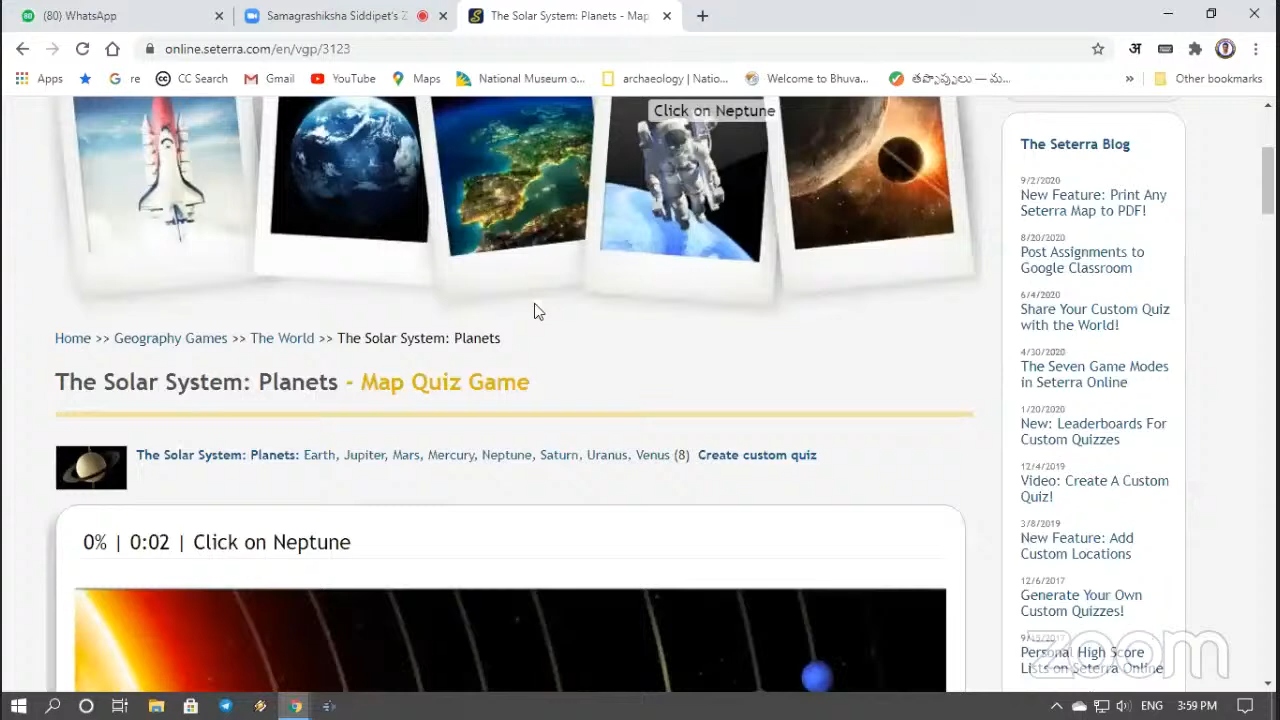 (80) WhatsApp
Samagrashiksha Siddipet's Z
The Solar System: Planets - Map
online.seterra.com/en/vgp/3123
अ
Apps
re
CC Search
Gmail
YouTube
Maps
National Museum o...
archaeology | Natio...
Welcome to Bhuva...
తప్పొప్పులు — మ...
»
Other bookmarks
Click on Neptune
Home >> Geography Games >> The World >> The Solar System: Planets
The Solar System: Planets - Map Quiz Game
The Solar System: Planets: Earth, Jupiter, Mars, Mercury, Neptune, Saturn, Uranus, Venus (8) Create custom quiz
0% | 0:02 | Click on Neptune
The Seterra Blog
9/2/2020
New Feature: Print Any
Seterra Map to PDF!
8/20/2020
Post Assignments to
Google Classroom
6/4/2020
Share Your Custom Quiz
with the World!
4/30/2020
The Seven Game Modes
in Seterra Online
1/20/2020
New: Leaderboards For
Custom Quizzes
12/4/2019
Video: Create A Custom
Quiz!
3/8/2019
New Feature: Add
Custom Locations
12/6/2017
Generate Your Own
Custom Quizzes!
9/15/2017
Personal High Score
Lists on Seterra Online
zoom
ENG
3:59 PM